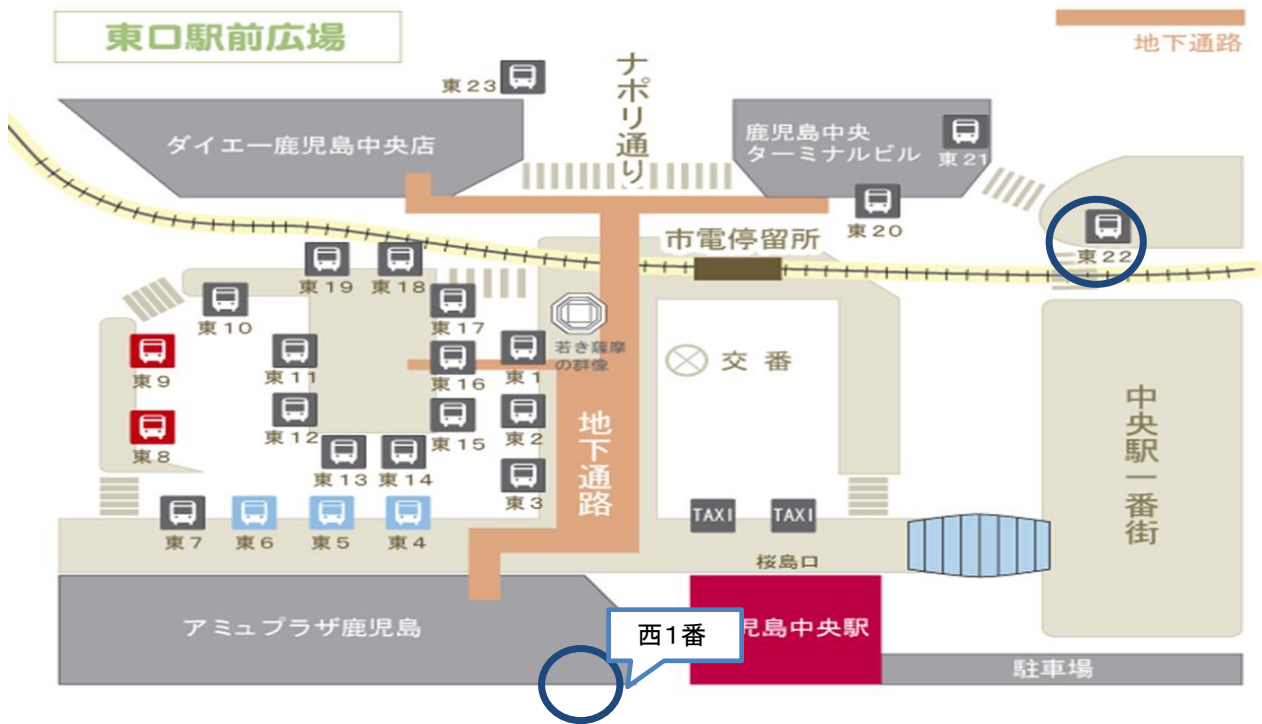 東口駅前広場
地下通路
東23
ナポリ通り
ダイエー鹿児島中央店
鹿児島中央
ターミナルビル
東21
東20
市電停留所
東22
東19
東18
東10
東17
若き薩摩
の群像
東9
東11
東16
東1
交番
東8
東12
東15
東2
東13
東14
東3
地下通路
中央駅一番街
TAXI
TAXI
東7
東6
東5
東4
桜島口
アミュプラザ鹿児島
西1番
児島中央駅
駐車場